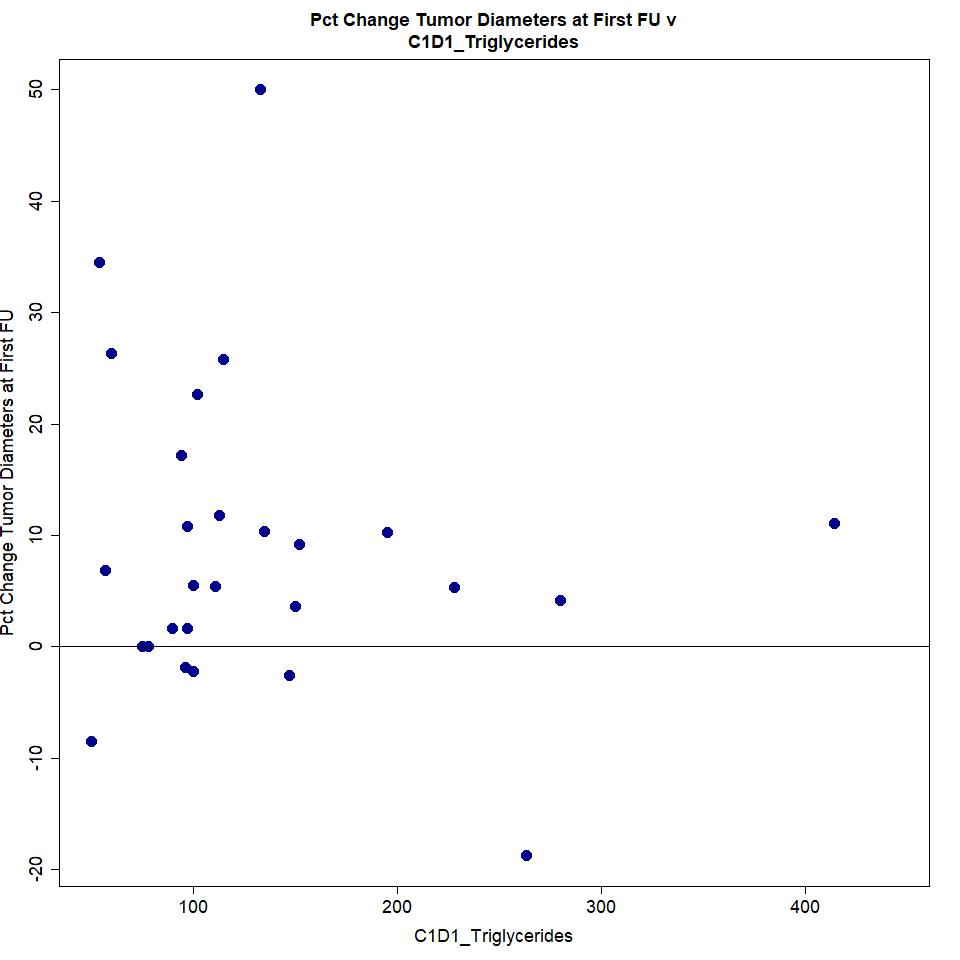 Pct Change Tumor Diameters at First FU v
C1D1_Triglycerides
Pct Change Tumor Diameters at First FU
50
40
30
20
10
0
-10
-20
100 200 300 400
C1D1_Triglycerides